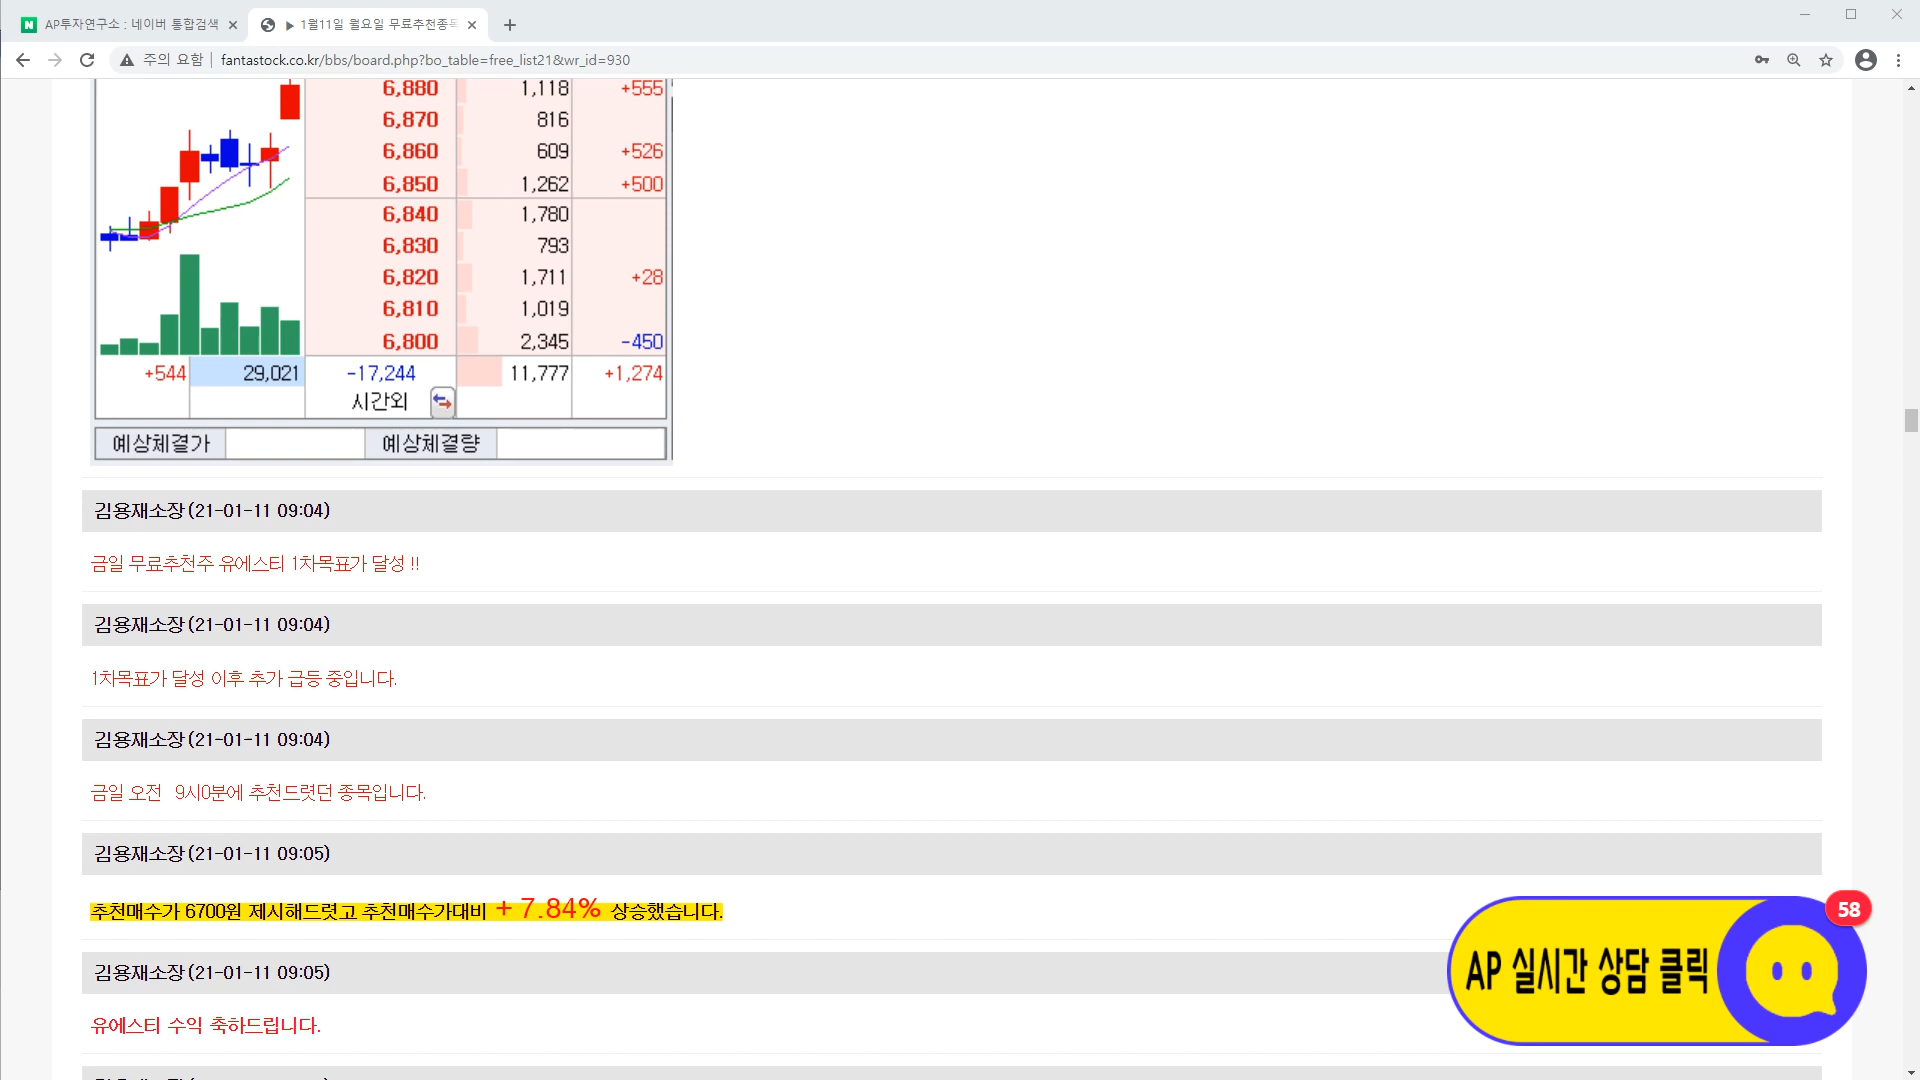 AP투자연구소 : 네이버 통합검색
▶ 1월11일 월요일 무료추천종목
주의 요함
fantastock.co.kr/bbs/board.php?bo_table=free_list21&wr_id=930
6,880 1,118 +555
6,870 816
6,860 609 +526
6,850 1,262 +500
6,840 1,780
6,830 793
6,820 1,711 +28
6,810 1,019
6,800 2,345 -450
+544 29,021 -17,244 11,777 +1,274
시간외
예상체결가 예상체결량
김용재소장 (21-01-11 09:04)
금일 무료추천주 유에스티 1차목표가 달성 !!
김용재소장 (21-01-11 09:04)
1차목표가 달성 이후 추가 급등 중입니다.
김용재소장 (21-01-11 09:04)
금일 오전 9시0분에 추천드렷던 종목입니다.
김용재소장 (21-01-11 09:05)
추천매수가 6700원 제시해드렷고 추천매수가대비 + 7.84% 상승했습니다.
김용재소장 (21-01-11 09:05)
유에스티 수익 축하드립니다.
58
AP 실시간 상담 클릭